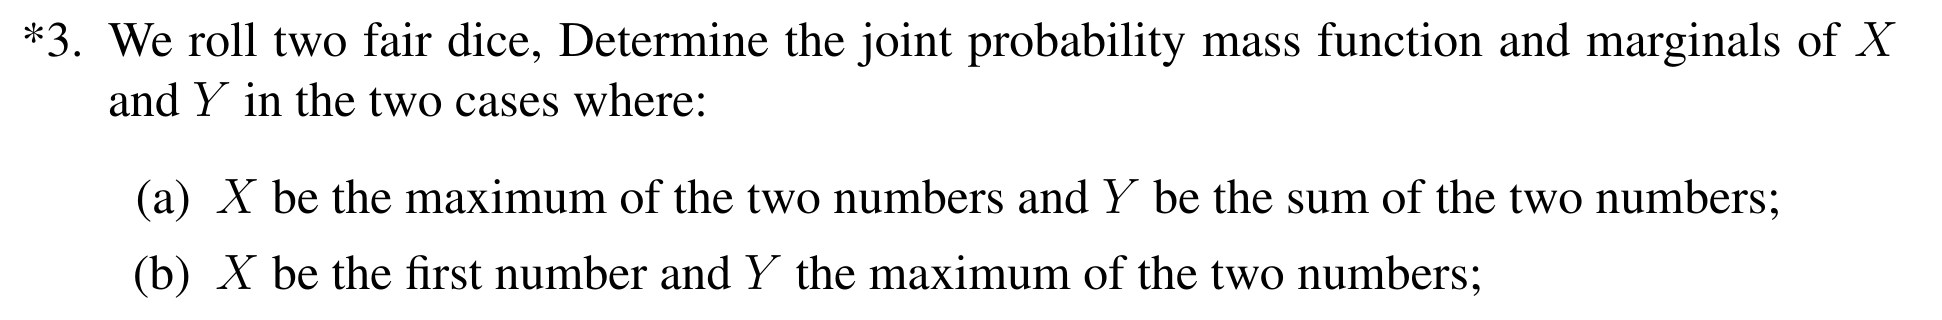 *3. We roll two fair dice, Determine the joint probability mass function and marginals of X
and Y in the two cases where:
(a) X be the maximum of the two numbers and Y be the sum of the two numbers;
(b) X be the first number and Y the maximum of the two numbers;